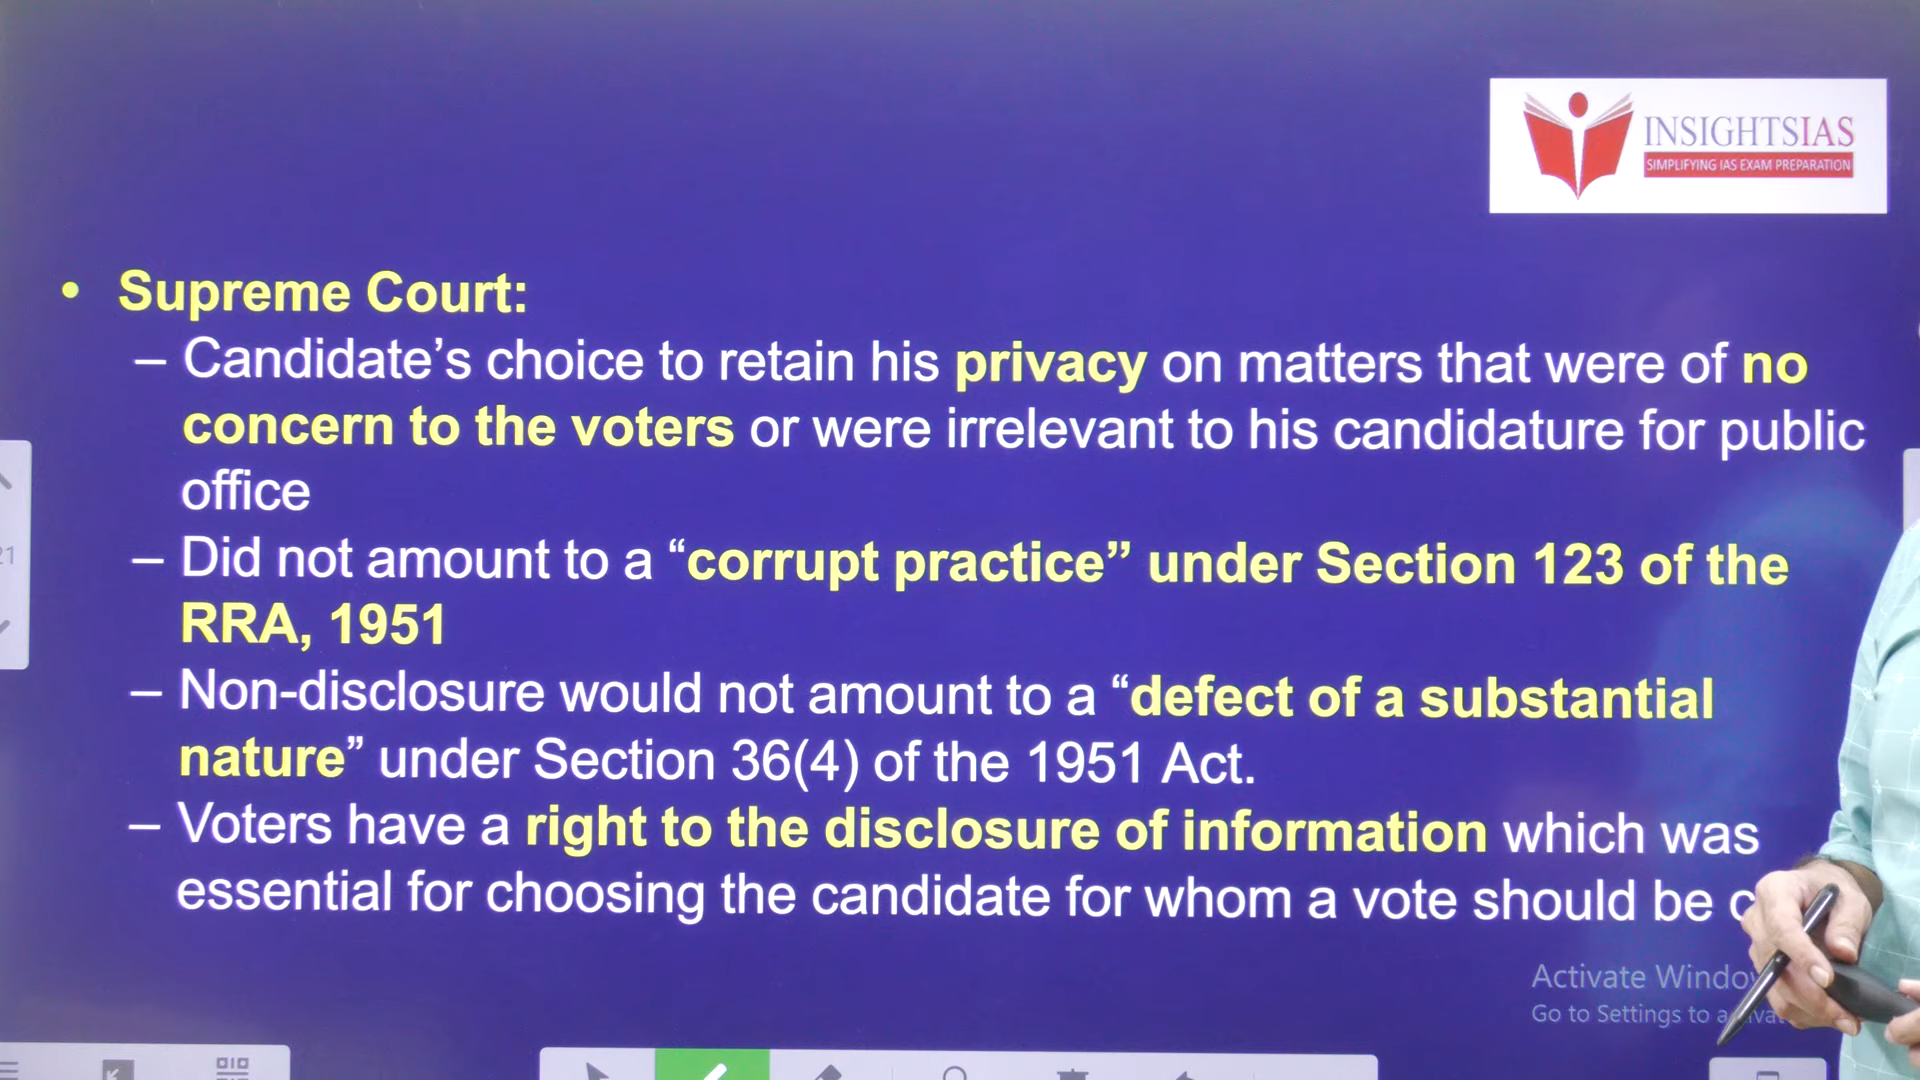 INSIGHTSIAS
SIMPLIFYING IAS EXAM PREPARATION
• Supreme Court:
– Candidate’s choice to retain his privacy on matters that were of no
concern to the voters or were irrelevant to his candidature for public
office
– Did not amount to a “corrupt practice” under Section 123 of the
RRA, 1951
– Non-disclosure would not amount to a “defect of a substantial
nature” under Section 36(4) of the 1951 Act.
– Voters have a right to the disclosure of information which was
essential for choosing the candidate for whom a vote should be
21
Activate
Go to Settings to